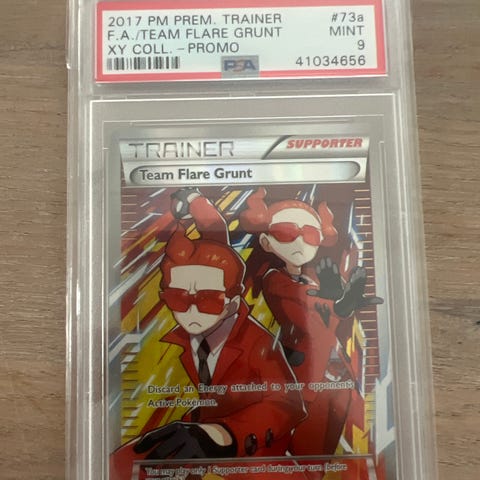 2017 PM PREM. TRAINER #73a
F.A./TEAM FLARE GRUNT MINT
XY COLL. -PROMO 9
PSA 41034656
TRAINER SUPPORTER
Team Flare Grunt
Discard an Energy attached to your opponent's
Active Pokémon.
You may play only 1 Supporter card during your turn (before